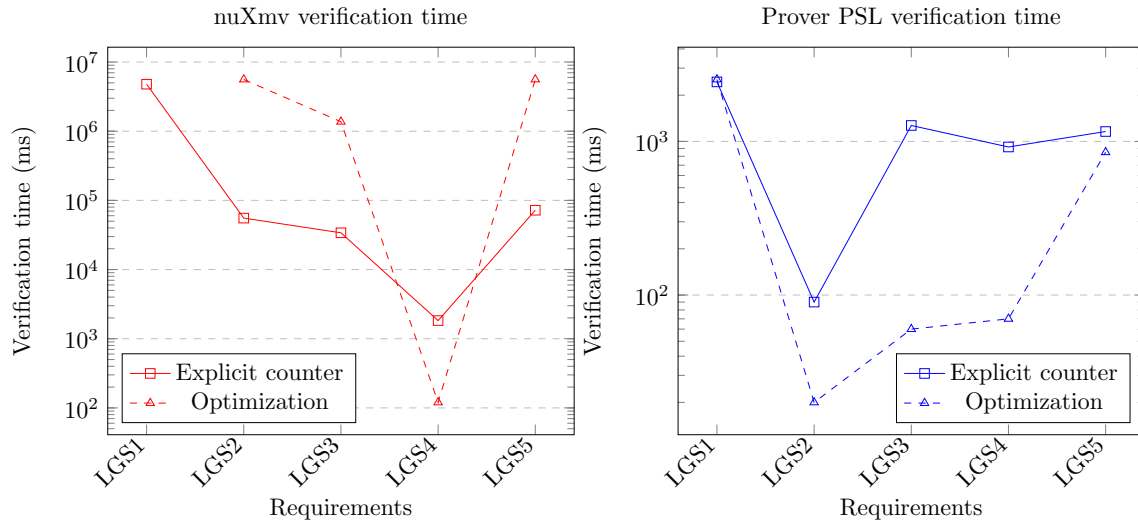 nuXmv verification time
10^7
10^6
10^5
10^4
10^3
10^2
Verification time (ms)
Explicit counter
Optimization
LGS1
LGS2
LGS3
LGS4
LGS5
Requirements
Prover PSL verification time
10^3
10^2
Verification time (ms)
Explicit counter
Optimization
LGS1
LGS2
LGS3
LGS4
LGS5
Requirements